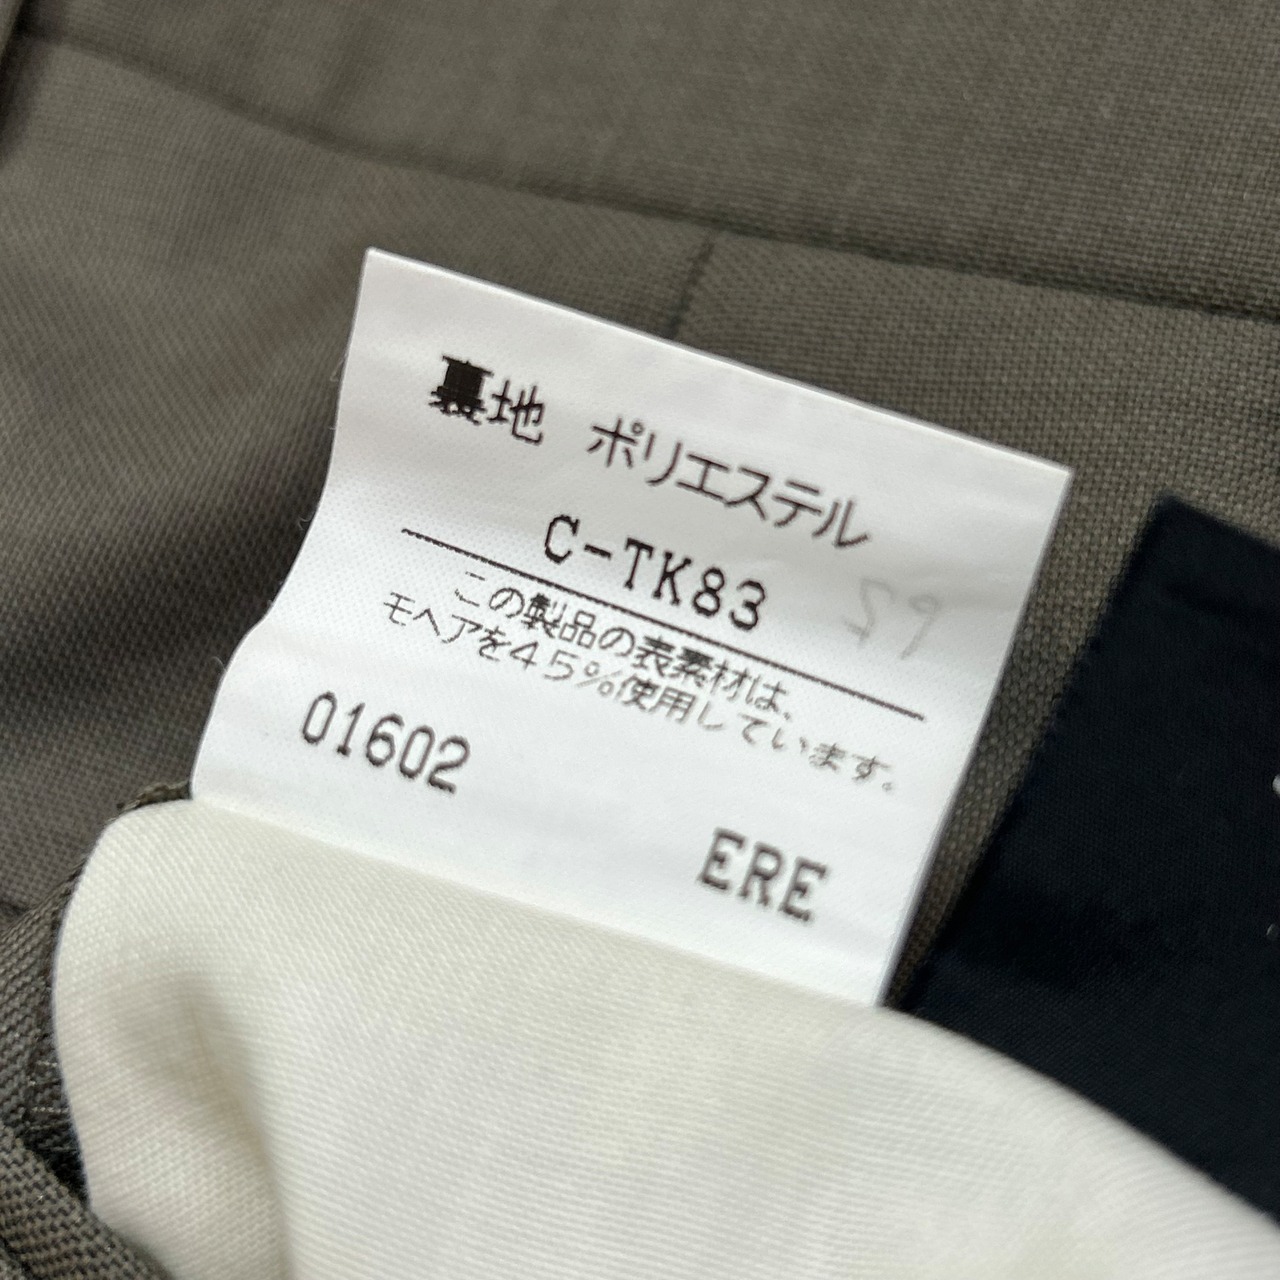 裏地 ポリエステル
C-TK83
この製品の表素材は、
モヘアを45%使用しています。
01602
ERE